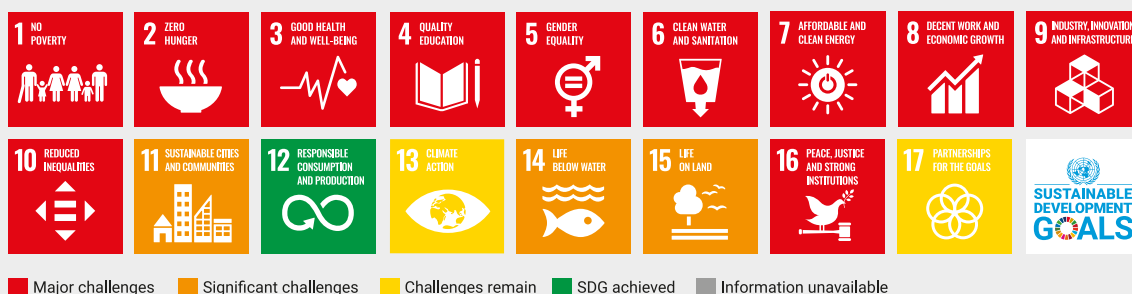 1 NO
POVERTY
2 ZERO
HUNGER
3 GOOD HEALTH
AND WELL-BEING
4 QUALITY
EDUCATION
5 GENDER
EQUALITY
6 CLEAN WATER
AND SANITATION
7 AFFORDABLE AND
CLEAN ENERGY
8 DECENT WORK AND
ECONOMIC GROWTH
9 INDUSTRY, INNOVATION
AND INFRASTRUCTURE
10 REDUCED
INEQUALITIES
11 SUSTAINABLE CITIES
AND COMMUNITIES
12 RESPONSIBLE
CONSUMPTION
AND PRODUCTION
13 CLIMATE
ACTION
14 LIFE
BELOW WATER
15 LIFE
ON LAND
16 PEACE, JUSTICE
AND STRONG
INSTITUTIONS
17 PARTNERSHIPS
FOR THE GOALS
SUSTAINABLE
DEVELOPMENT
GOALS
Major challenges Significant challenges Challenges remain SDG achieved Information unavailable